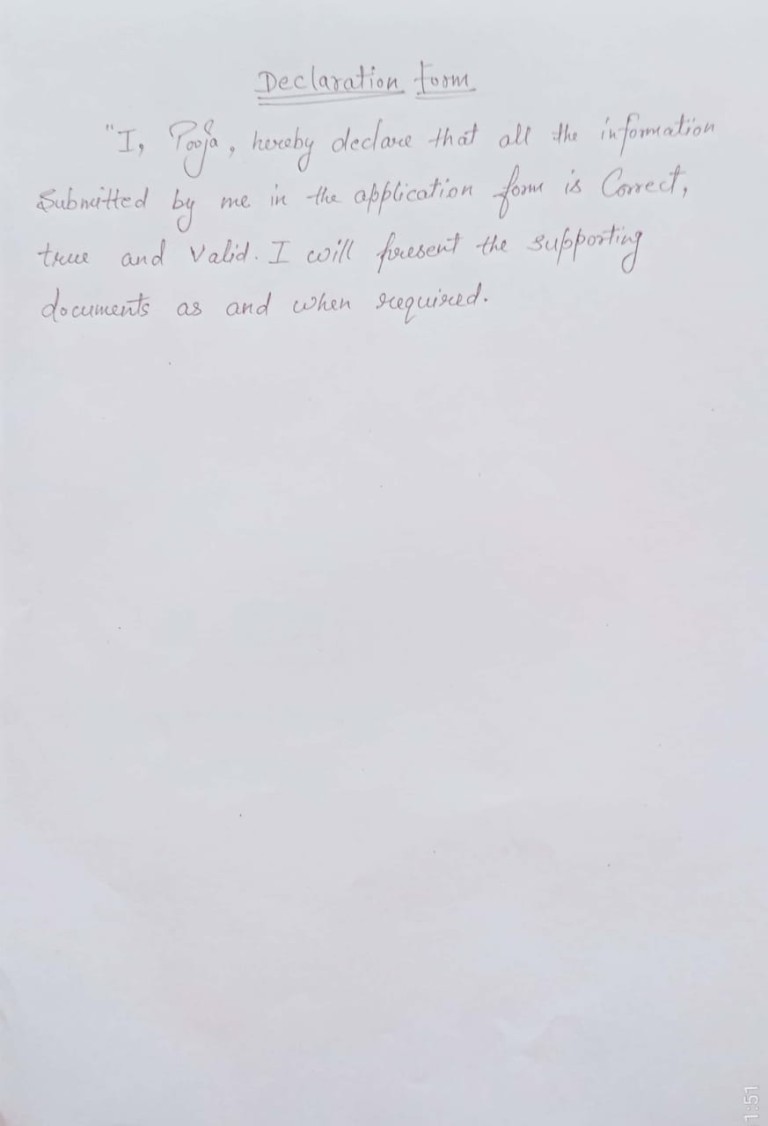 Declaration form
"I, Pooja, hereby declare that all the information
Submitted by me in the application form is Correct,
true and Valid. I will present the supporting
documents as and when required.
1:51